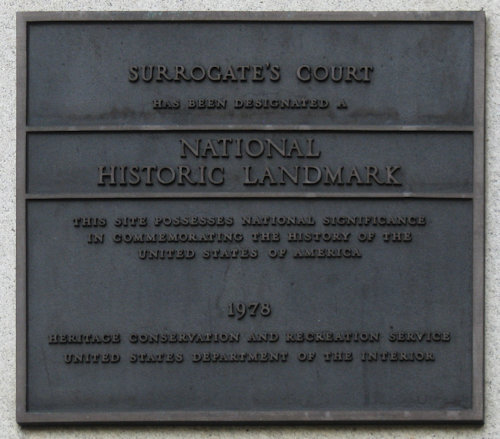 SURROGATE'S COURT
HAS BEEN DESIGNATED A
NATIONAL
HISTORIC LANDMARK
THIS SITE POSSESSES NATIONAL SIGNIFICANCE
IN COMMEMORATING THE HISTORY OF THE
UNITED STATES OF AMERICA
1978
HERITAGE CONSERVATION AND RECREATION SERVICE
UNITED STATES DEPARTMENT OF THE INTERIOR